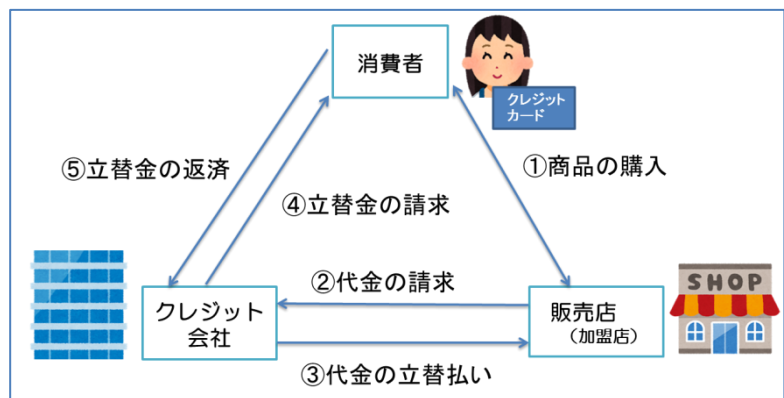 消費者
クレジット
カード
①商品の購入
⑤立替金の返済
④立替金の請求
②代金の請求
SHOP
クレジット
会社
販売店
（加盟店）
③代金の立替払い